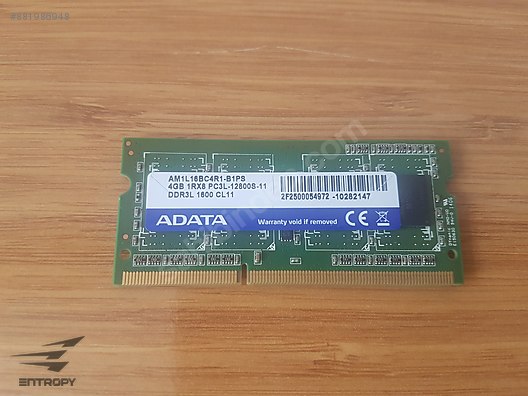 #881986948
AM1L16BC4R1-B1PS
4GB 1RX8 PC3L-12800S-11
DDR3L 1600 CL11
2F2500054972 -10282147
ADATA
Warranty void if removed
CE
ENTROPY